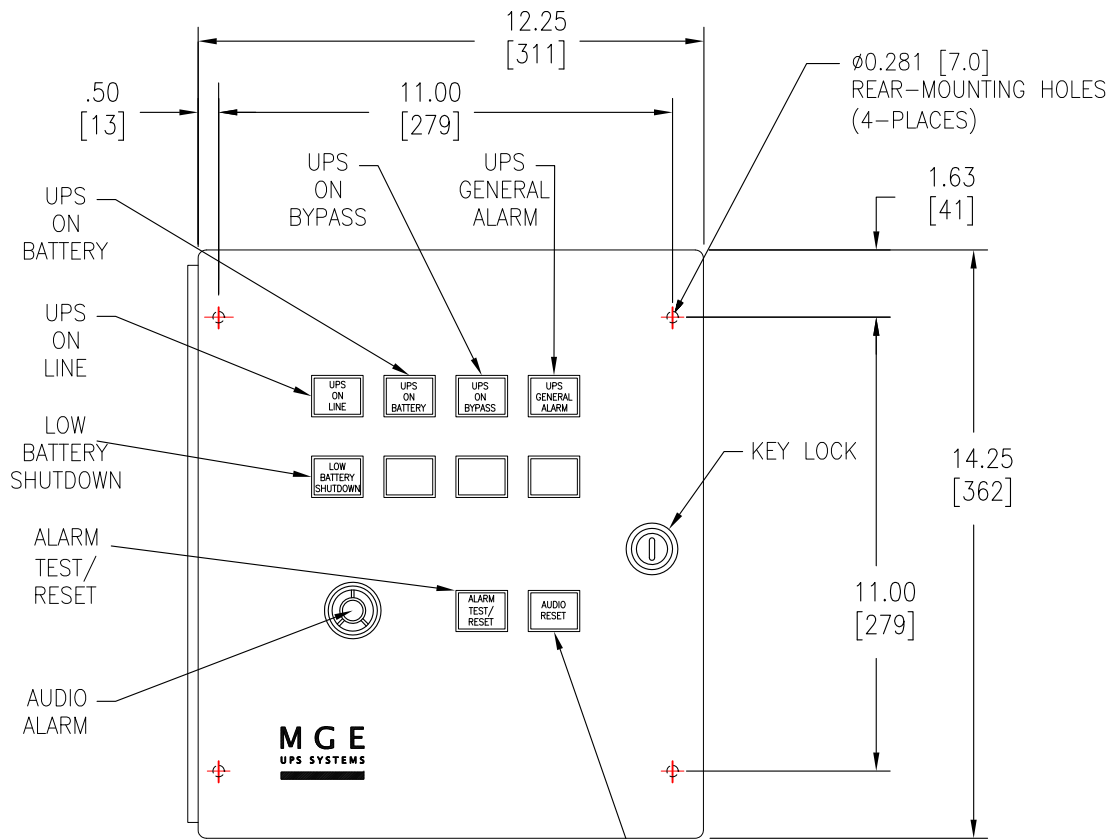 12.25
[311]
.50
[13]
11.00
[279]
ø0.281 [7.0]
REAR-MOUNTING HOLES
(4-PLACES)
1.63
[41]
UPS
ON
BATTERY
UPS
ON
BYPASS
UPS
GENERAL
ALARM
UPS
ON
LINE
UPS
ON
LINE
UPS
ON
BATTERY
UPS
ON
BYPASS
UPS
GENERAL
ALARM
LOW
BATTERY
SHUTDOWN
LOW
BATTERY
SHUTDOWN
KEY LOCK
14.25
[362]
ALARM
TEST/
RESET
ALARM
TEST/
RESET
AUDIO
RESET
11.00
[279]
AUDIO
ALARM
MGE
UPS SYSTEMS